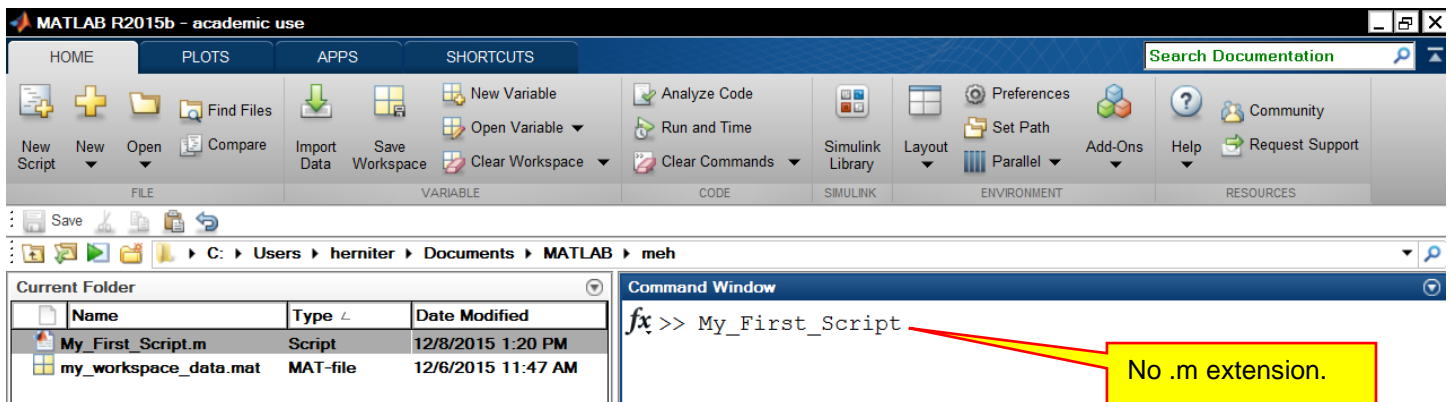 MATLAB R2015b - academic use
HOME PLOTS APPS SHORTCUTS Search Documentation
New Script
New
Open
Find Files
Compare
FILE
Import Data
Save Workspace
New Variable
Open Variable
Clear Workspace
VARIABLE
Analyze Code
Run and Time
Clear Commands
CODE
Simulink Library
SIMULINK
Layout
Preferences
Set Path
Parallel
Add-Ons
ENVIRONMENT
Help
Community
Request Support
RESOURCES
Save
C: Users herniter Documents MATLAB meh
Current Folder
Name Type Date Modified
My_First_Script.m Script 12/8/2015 1:20 PM
my_workspace_data.mat MAT-file 12/6/2015 11:47 AM
Command Window
fx >> My_First_Script
No .m extension.